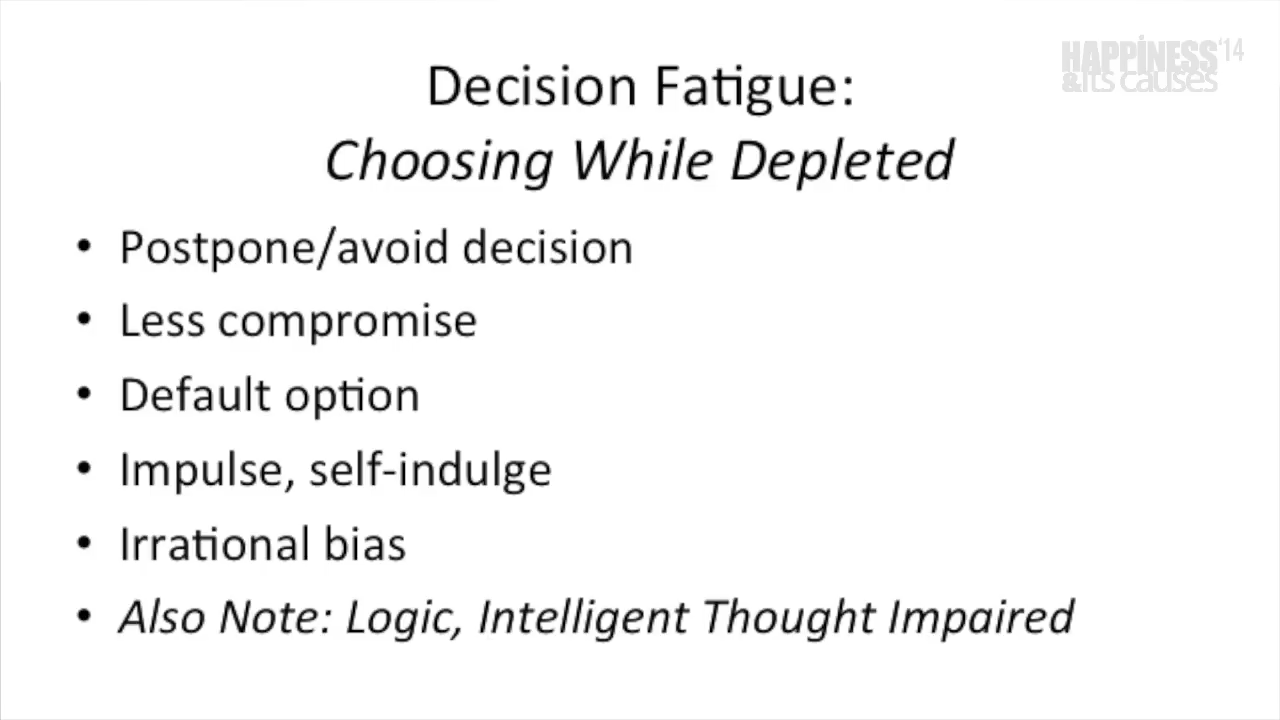 HAPPINESS '14
& its causes
Decision Fatigue:
Choosing While Depleted
• Postpone/avoid decision
• Less compromise
• Default option
• Impulse, self-indulge
• Irrational bias
• Also Note: Logic, Intelligent Thought Impaired